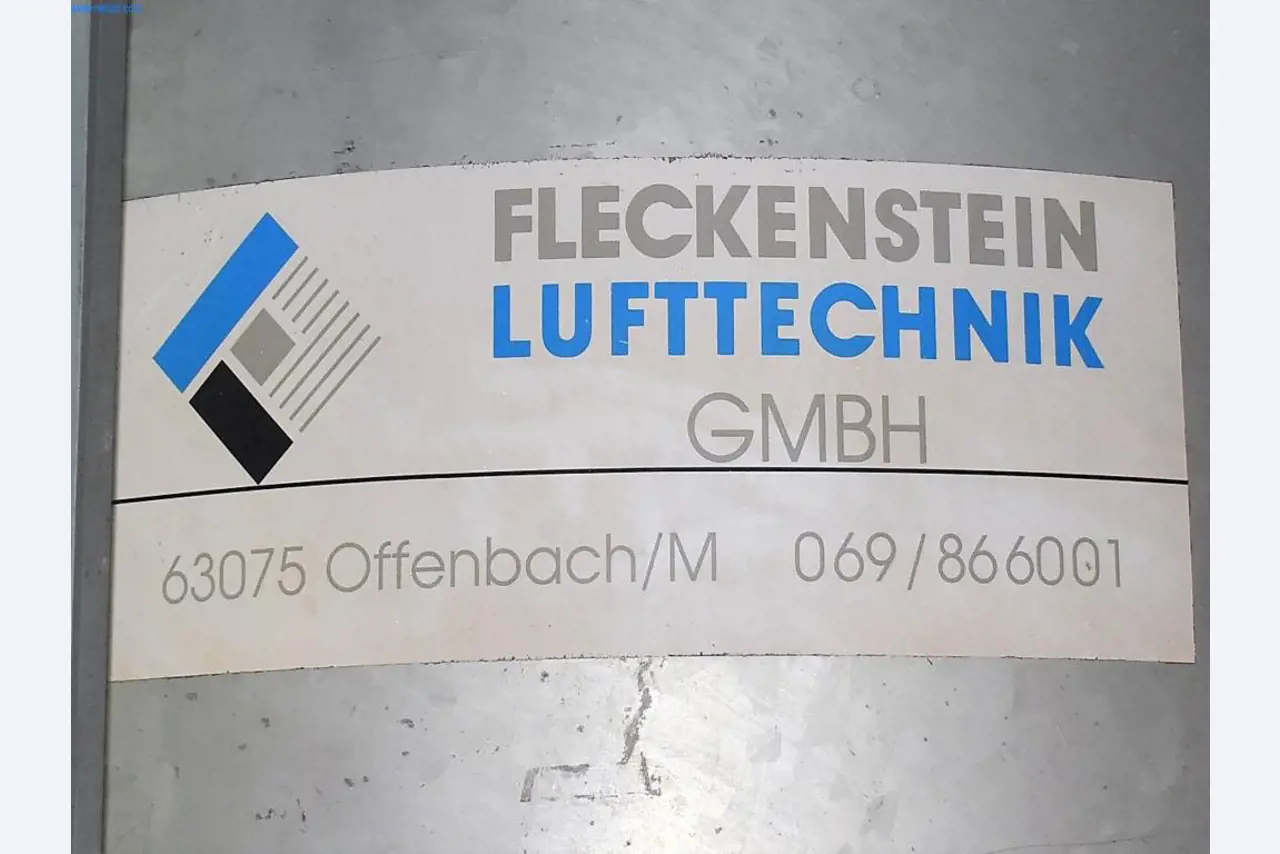 FLECKENSTEIN
LUFTTECHNIK
GMBH
63075 Offenbach/M 069/866001